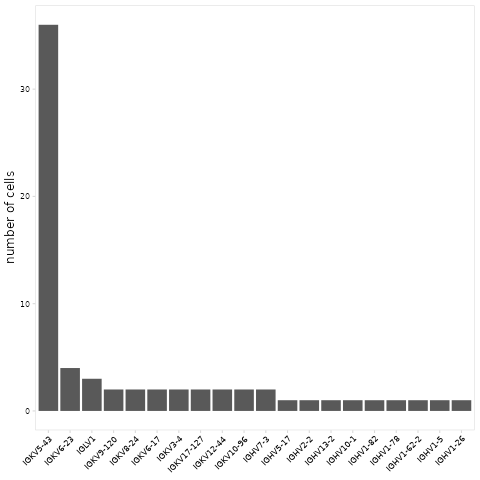 number of cells
30
20
10
0
IGKV5-43
IGKV6-23
IGLV1
IGKV9-120
IGKV8-24
IGKV6-17
IGKV3-4
IGKV17-127
IGKV12-44
IGKV10-96
IGHV7-3
IGHV5-17
IGHV2-2
IGHV13-2
IGHV10-1
IGHV1-82
IGHV1-78
IGHV1-62-2
IGHV1-5
IGHV1-26